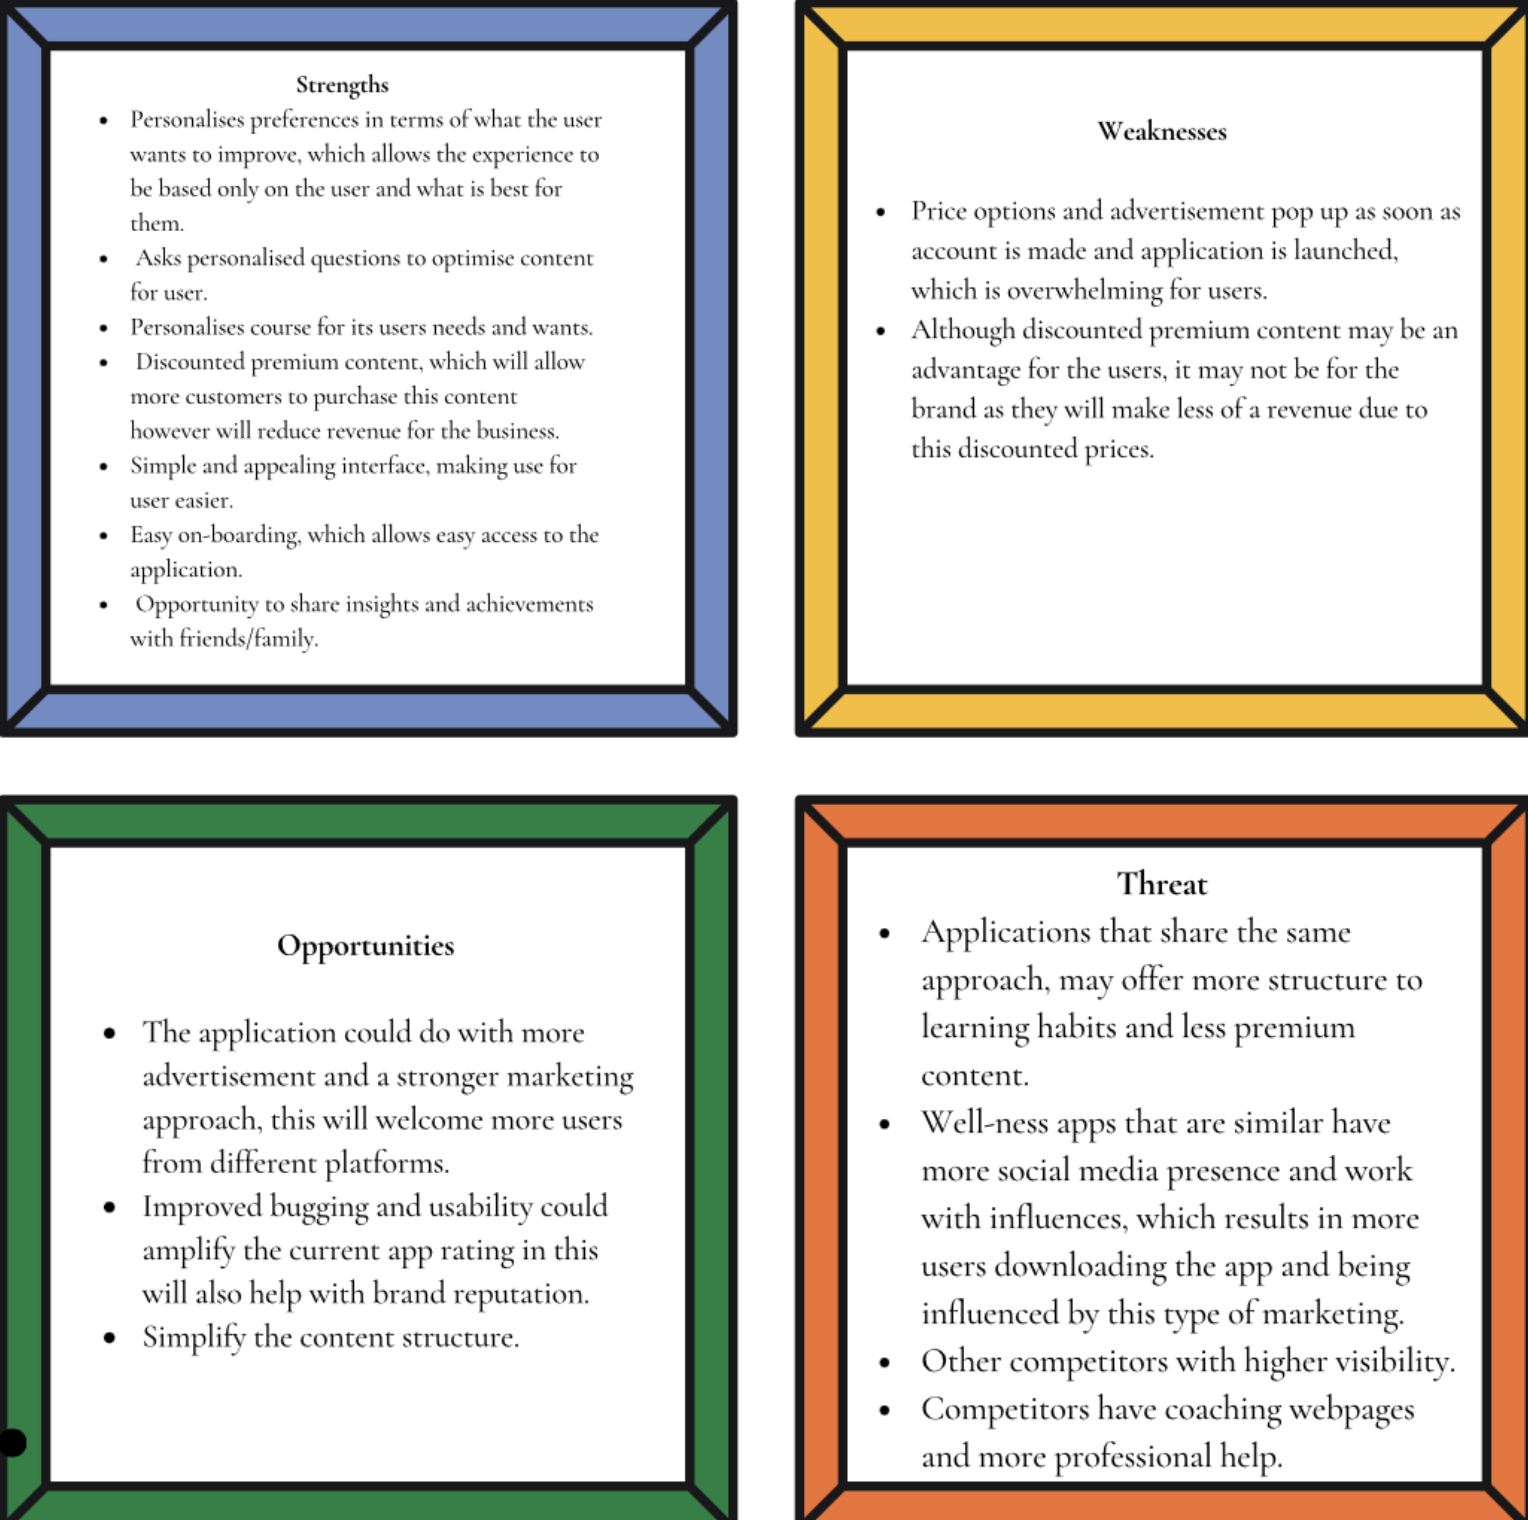 Strengths
• Personalises preferences in terms of what the user
wants to improve, which allows the experience to
be based only on the user and what is best for
them.
• Asks personalised questions to optimise content
for user.
• Personalises course for its users needs and wants.
• Discounted premium content, which will allow
more customers to purchase this content
however will reduce revenue for the business.
• Simple and appealing interface, making use for
user easier.
• Easy on-boarding, which allows easy access to the
application.
• Opportunity to share insights and achievements
with friends/family.
Weaknesses
• Price options and advertisement pop up as soon as
account is made and application is launched,
which is overwhelming for users.
• Although discounted premium content may be an
advantage for the users, it may not be for the
brand as they will make less of a revenue due to
this discounted prices.
Opportunities
• The application could do with more
advertisement and a stronger marketing
approach, this will welcome more users
from different platforms.
• Improved bugging and usability could
amplify the current app rating in this
will also help with brand reputation.
• Simplify the content structure.
Threat
• Applications that share the same
approach, may offer more structure to
learning habits and less premium
content.
• Well-ness apps that are similar have
more social media presence and work
with influences, which results in more
users downloading the app and being
influenced by this type of marketing.
• Other competitors with higher visibility.
• Competitors have coaching webpages
and more professional help.